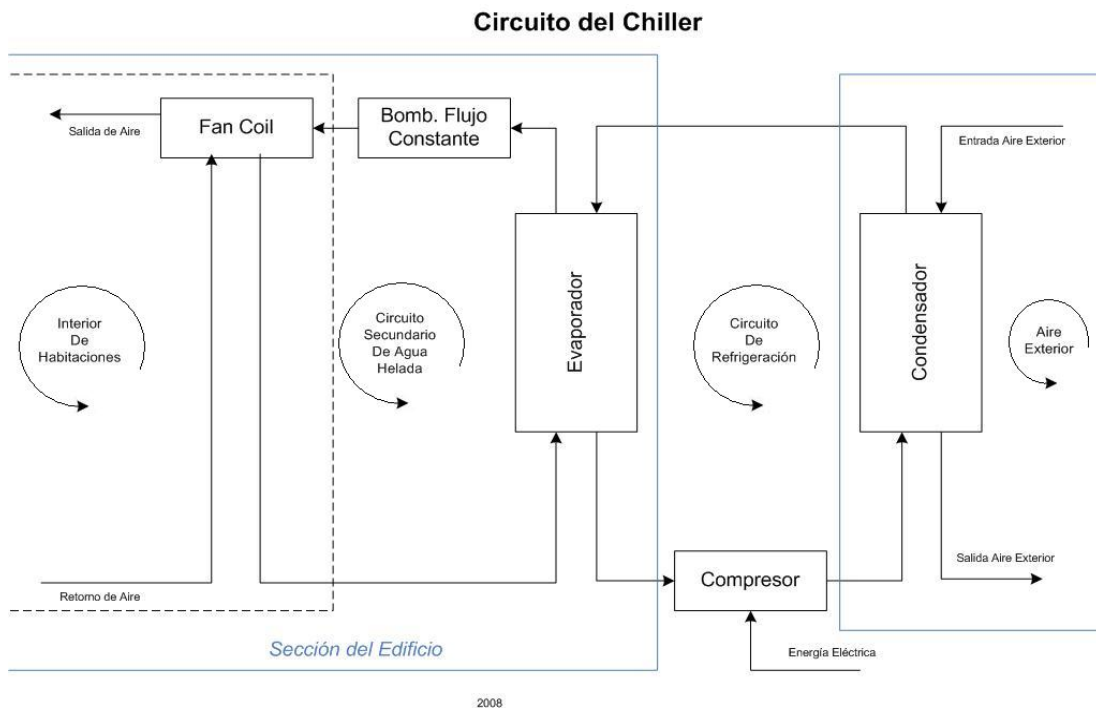 Circuito del Chiller
Salida de Aire
Fan Coil
Bomb. Flujo
Constante
Entrada Aire Exterior
Evaporador
Condensador
Interior
De
Habitaciones
Circuito
Secundario
De Agua
Helada
Circuito
De
Refrigeración
Aire
Exterior
Retorno de Aire
Compresor
Salida Aire Exterior
Sección del Edificio
Energía Eléctrica
2008